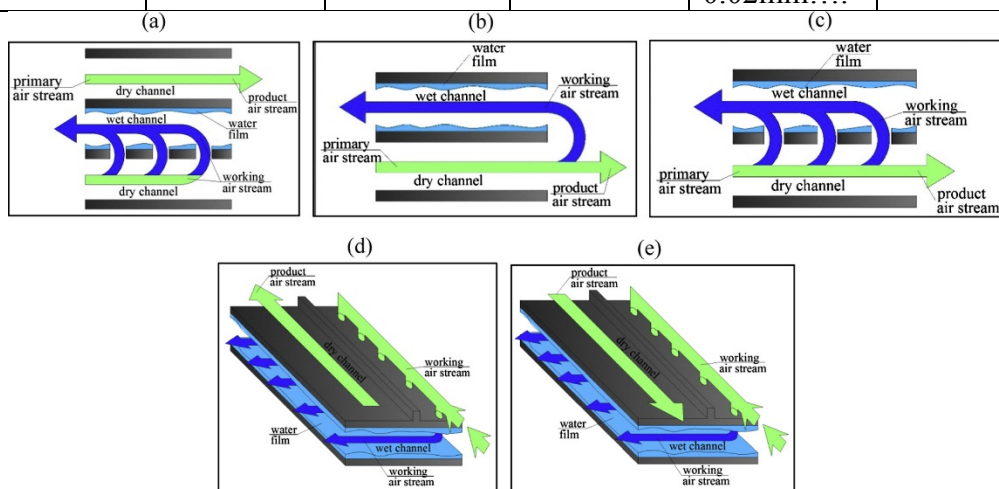 (a)
(b)
(c)
primary
air stream
dry channel
product
air stream
wet channel
water
film
working
air stream
dry channel
water
film
working
stream
wet channel
primary
air stream
dry channel
product
air stream
water
film
wet channel
working
air stream
primary
air stream
dry channel
product
air stream
(d)
(e)
product
air stream
dry channel
working
air stream
water
film
wet channel
working
air stream
product
air stream
dry channel
working
air stream
water
film
wet channel
working
air stream